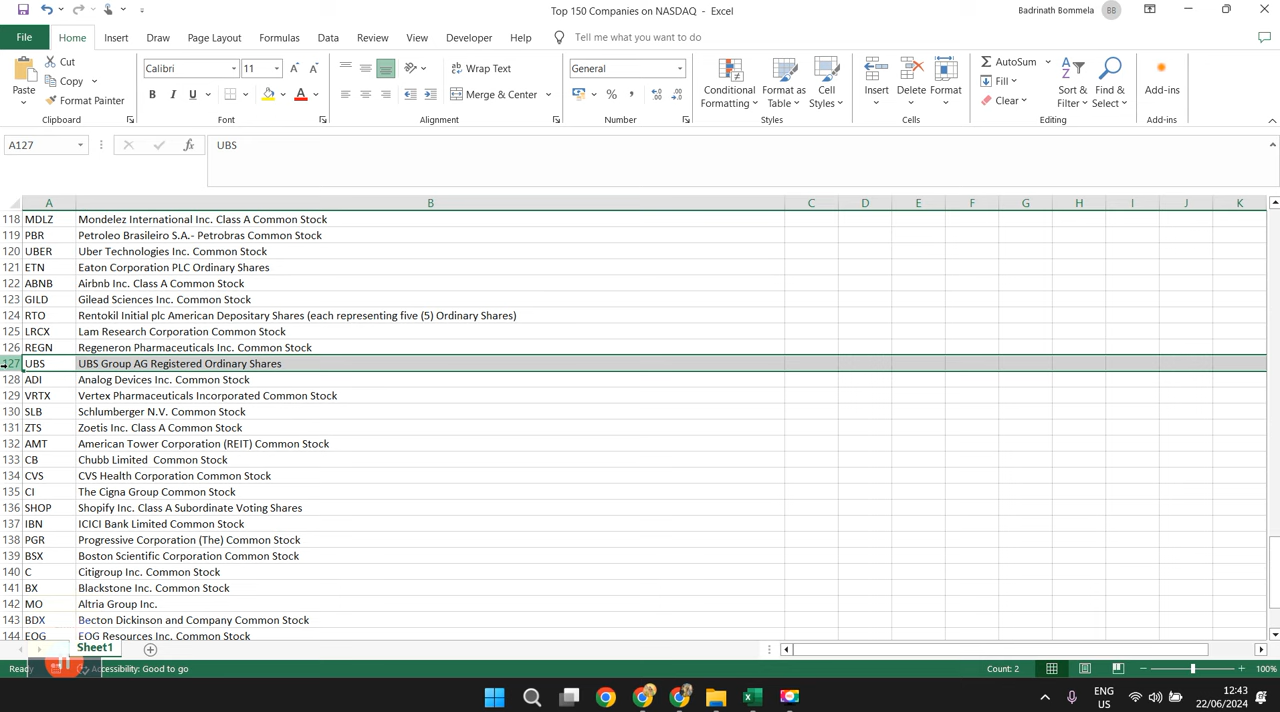 Top 150 Companies on NASDAQ - Excel
Badrinath Bommela BB
File Home Insert Draw Page Layout Formulas Data Review View Developer Help Tell me what you want to do
Paste Cut Copy Format Painter Clipboard
Calibri 11 B I U A Font
Wrap Text Merge & Center Alignment
General % , Number
Conditional Formatting Format as Table Cell Styles Styles
Insert Delete Format Cells
AutoSum Fill Clear Sort & Filter Find & Select Editing
Add-ins Add-ins
A127 fx UBS
A B C D E F G H I J K
118 MDLZ Mondelez International Inc. Class A Common Stock
119 PBR Petroleo Brasileiro S.A.- Petrobras Common Stock
120 UBER Uber Technologies Inc. Common Stock
121 ETN Eaton Corporation PLC Ordinary Shares
122 ABNB Airbnb Inc. Class A Common Stock
123 GILD Gilead Sciences Inc. Common Stock
124 RTO Rentokil Initial plc American Depositary Shares (each representing five (5) Ordinary Shares)
125 LRCX Lam Research Corporation Common Stock
126 REGN Regeneron Pharmaceuticals Inc. Common Stock
127 UBS UBS Group AG Registered Ordinary Shares
128 ADI Analog Devices Inc. Common Stock
129 VRTX Vertex Pharmaceuticals Incorporated Common Stock
130 SLB Schlumberger N.V. Common Stock
131 ZTS Zoetis Inc. Class A Common Stock
132 AMT American Tower Corporation (REIT) Common Stock
133 CB Chubb Limited  Common Stock
134 CVS CVS Health Corporation Common Stock
135 CI The Cigna Group Common Stock
136 SHOP Shopify Inc. Class A Subordinate Voting Shares
137 IBN ICICI Bank Limited Common Stock
138 PGR Progressive Corporation (The) Common Stock
139 BSX Boston Scientific Corporation Common Stock
140 C Citigroup Inc. Common Stock
141 BX Blackstone Inc. Common Stock
142 MO Altria Group Inc.
143 BDX Becton Dickinson and Company Common Stock
144 EOG EOG Resources Inc. Common Stock
Sheet1
Ready Accessibility: Good to go Count: 2 100%
ENG US 12:43 22/06/2024